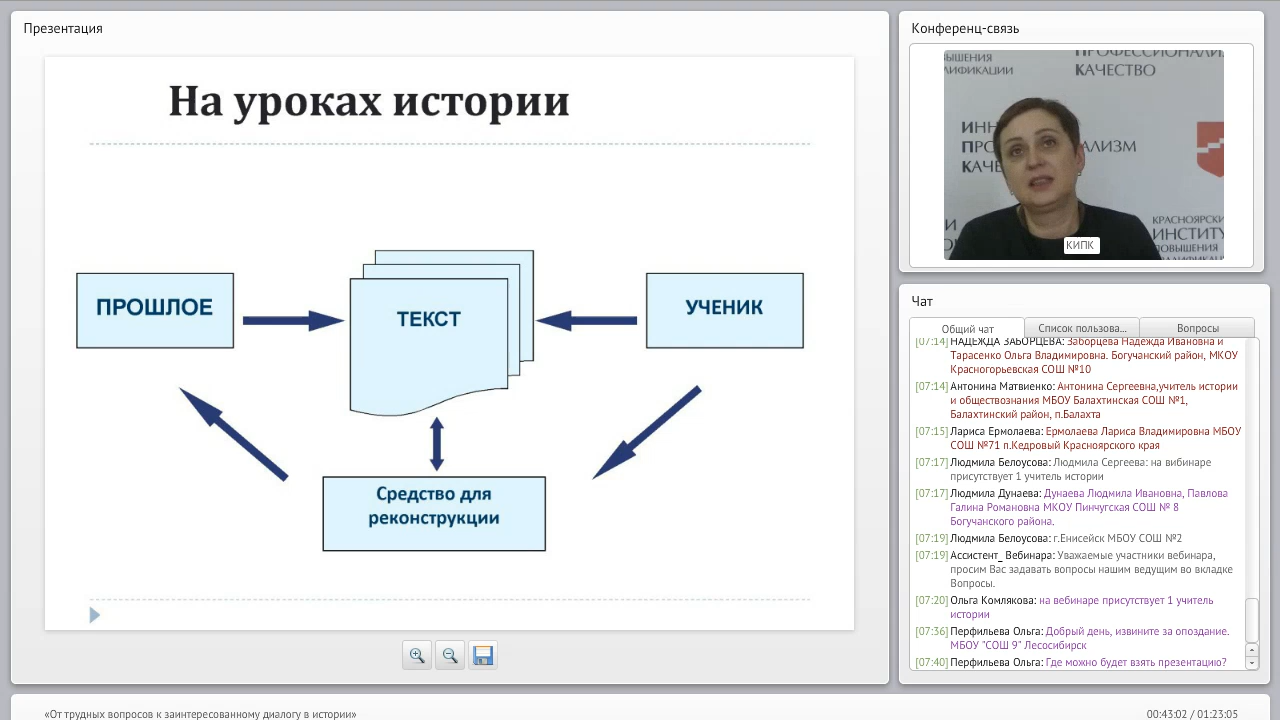 Презентация
На уроках истории
ПРОШЛОЕ
ТЕКСТ
УЧЕНИК
Средство для
реконструкции
Конференц-связь
ПРОФЕССИОНАЛИ
КАЧЕСТВО
КРАСНОЯРСКИ
ИНСТИТУ
КИПК
Чат
Общий чат
Список пользова...
Вопросы
[07:14] НАДЕЖДА ЗАБОРЦЕВА: Заборцева Надежда Ивановна и
Тарасенко Ольга Владимировна. Богучанский район, МКОУ
Красногорьевская СОШ №10
[07:14] Антонина Матвиенко: Антонина Сергеевна,учитель истории
и обществознания МБОУ Балахтинская СОШ №1,
Балахтинский район, п.Балахта
[07:15] Лариса Ермолаева: Ермолаева Лариса Владимировна МБОУ
СОШ №71 п.Кедровый Красноярского края
[07:17] Людмила Белоусова: Людмила Сергеева: на вибинаре
присутствует 1 учитель истории
[07:17] Людмила Дунаева: Дунаева Людмила Ивановна, Павлова
Галина Романовна МКОУ Пинчугская СОШ № 8
Богучанского района.
[07:19] Людмила Белоусова: г.Енисейск МБОУ СОШ №2
[07:19] Ассистент_ Вебинара: Уважаемые участники вебинара,
просим Вас задавать вопросы нашим ведущим во вкладке
Вопросы.
[07:20] Ольга Комлякова: на вебинаре присутствует 1 учитель
истории
[07:36] Перфильева Ольга: Добрый день, извините за опоздание.
МБОУ "СОШ 9" Лесосибирск
[07:40] Перфильева Ольга: Где можно будет взять презентацию?
«От трудных вопросов к заинтересованному диалогу в истории»
00:43:02 / 01:23:05